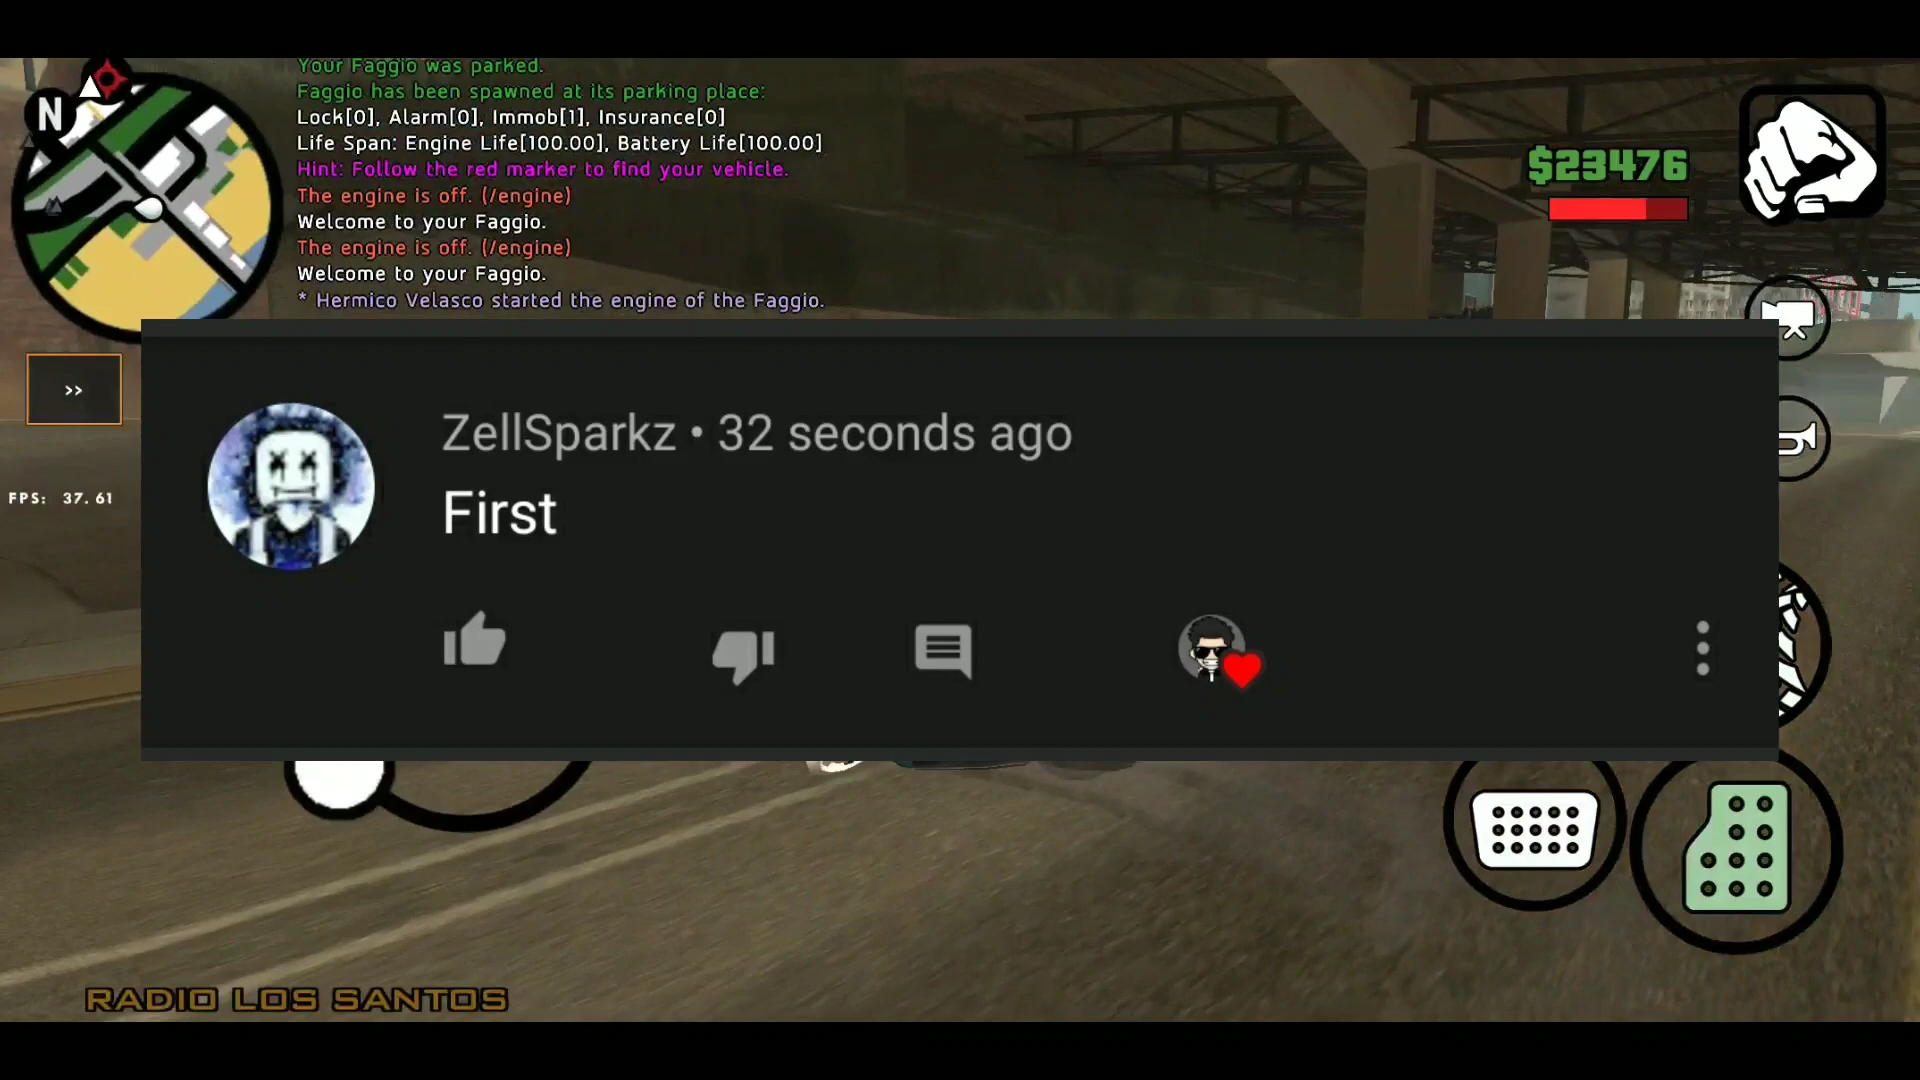 Your Faggio was parked.
Faggio has been spawned at its parking place:
Lock[0], Alarm[0], Immob[1], Insurance[0]
Life Span: Engine Life[100.00], Battery Life[100.00]
Hint: Follow the red marker to find your vehicle.
The engine is off. (/engine)
Welcome to your Faggio.
The engine is off. (/engine)
Welcome to your Faggio.
* Hermico Velasco started the engine of the Faggio.
N
$23476
>>
FPS: 37.61
ZellSparkz • 32 seconds ago
First
RADIO LOS SANTOS